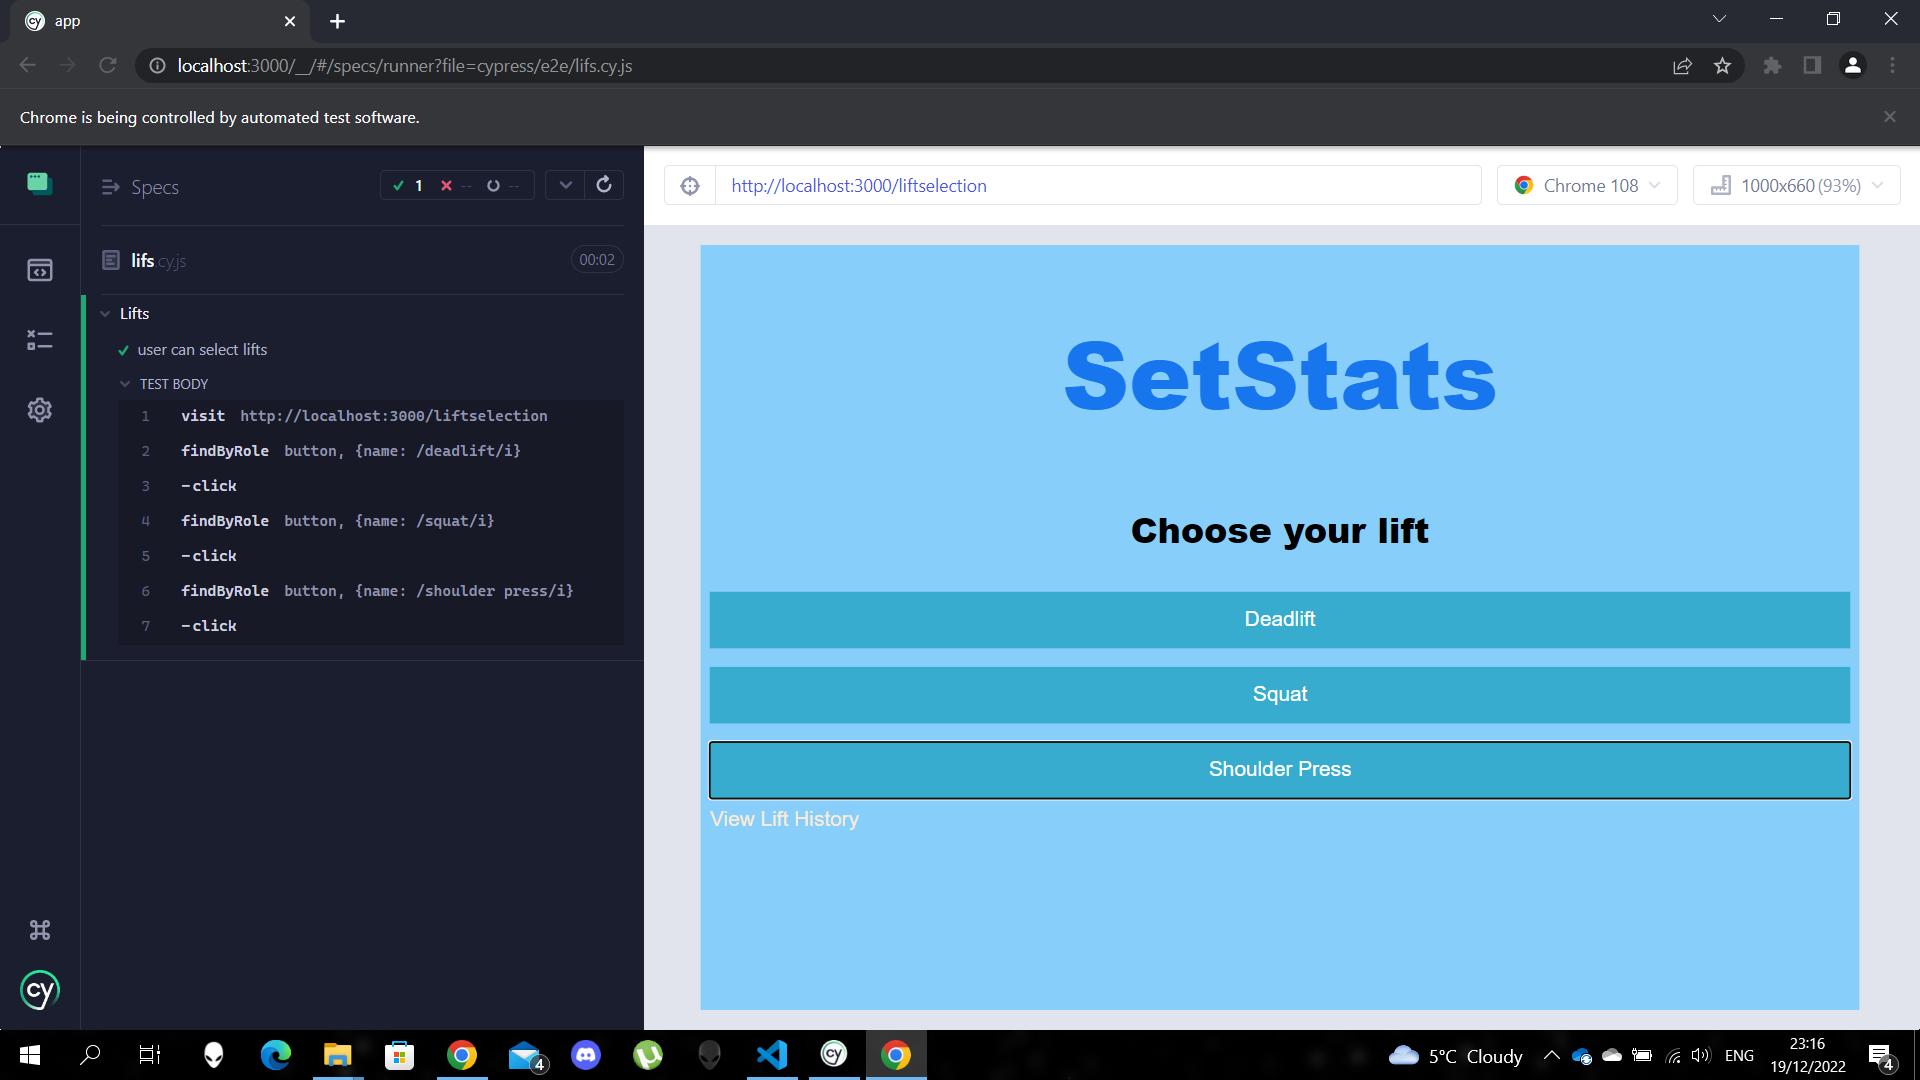 app
localhost:3000/__/#/specs/runner?file=cypress/e2e/lifs.cy.js
Chrome is being controlled by automated test software.
Specs
1 -- --
http://localhost:3000/liftselection
Chrome 108
1000x660 (93%)
lifs.cy.js
00:02
Lifts
user can select lifts
TEST BODY
1 visit http://localhost:3000/liftselection
2 findByRole button, {name: /deadlift/i}
3 -click
4 findByRole button, {name: /squat/i}
5 -click
6 findByRole button, {name: /shoulder press/i}
7 -click
SetStats
Choose your lift
Deadlift
Squat
Shoulder Press
View Lift History
cy
4
cy
5°C Cloudy
ENG
23:16
19/12/2022
4